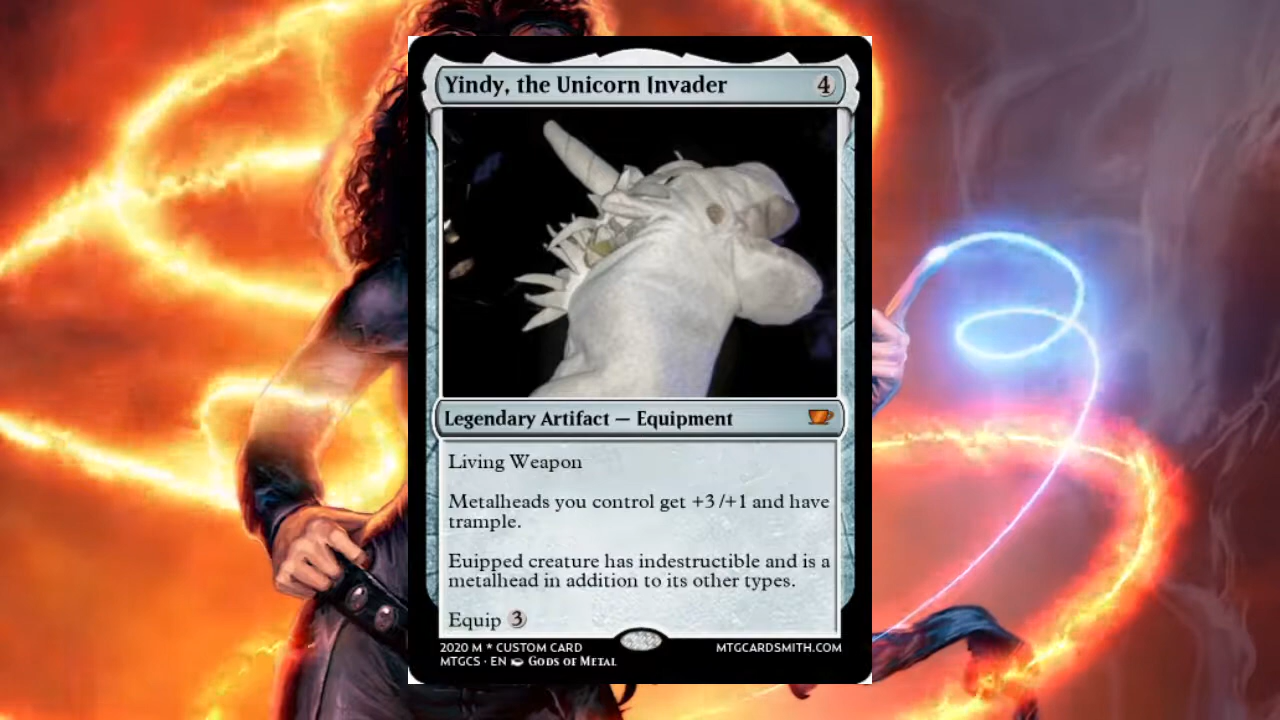 Yindy, the Unicorn Invader 4
Legendary Artifact — Equipment
Living Weapon
Metalheads you control get +3/+1 and have
trample.
Euipped creature has indestructible and is a
metalhead in addition to its other types.
Equip 3
2020 M * CUSTOM CARD MTGCARDSMITH.COM
MTGCS · EN GODS OF METAL